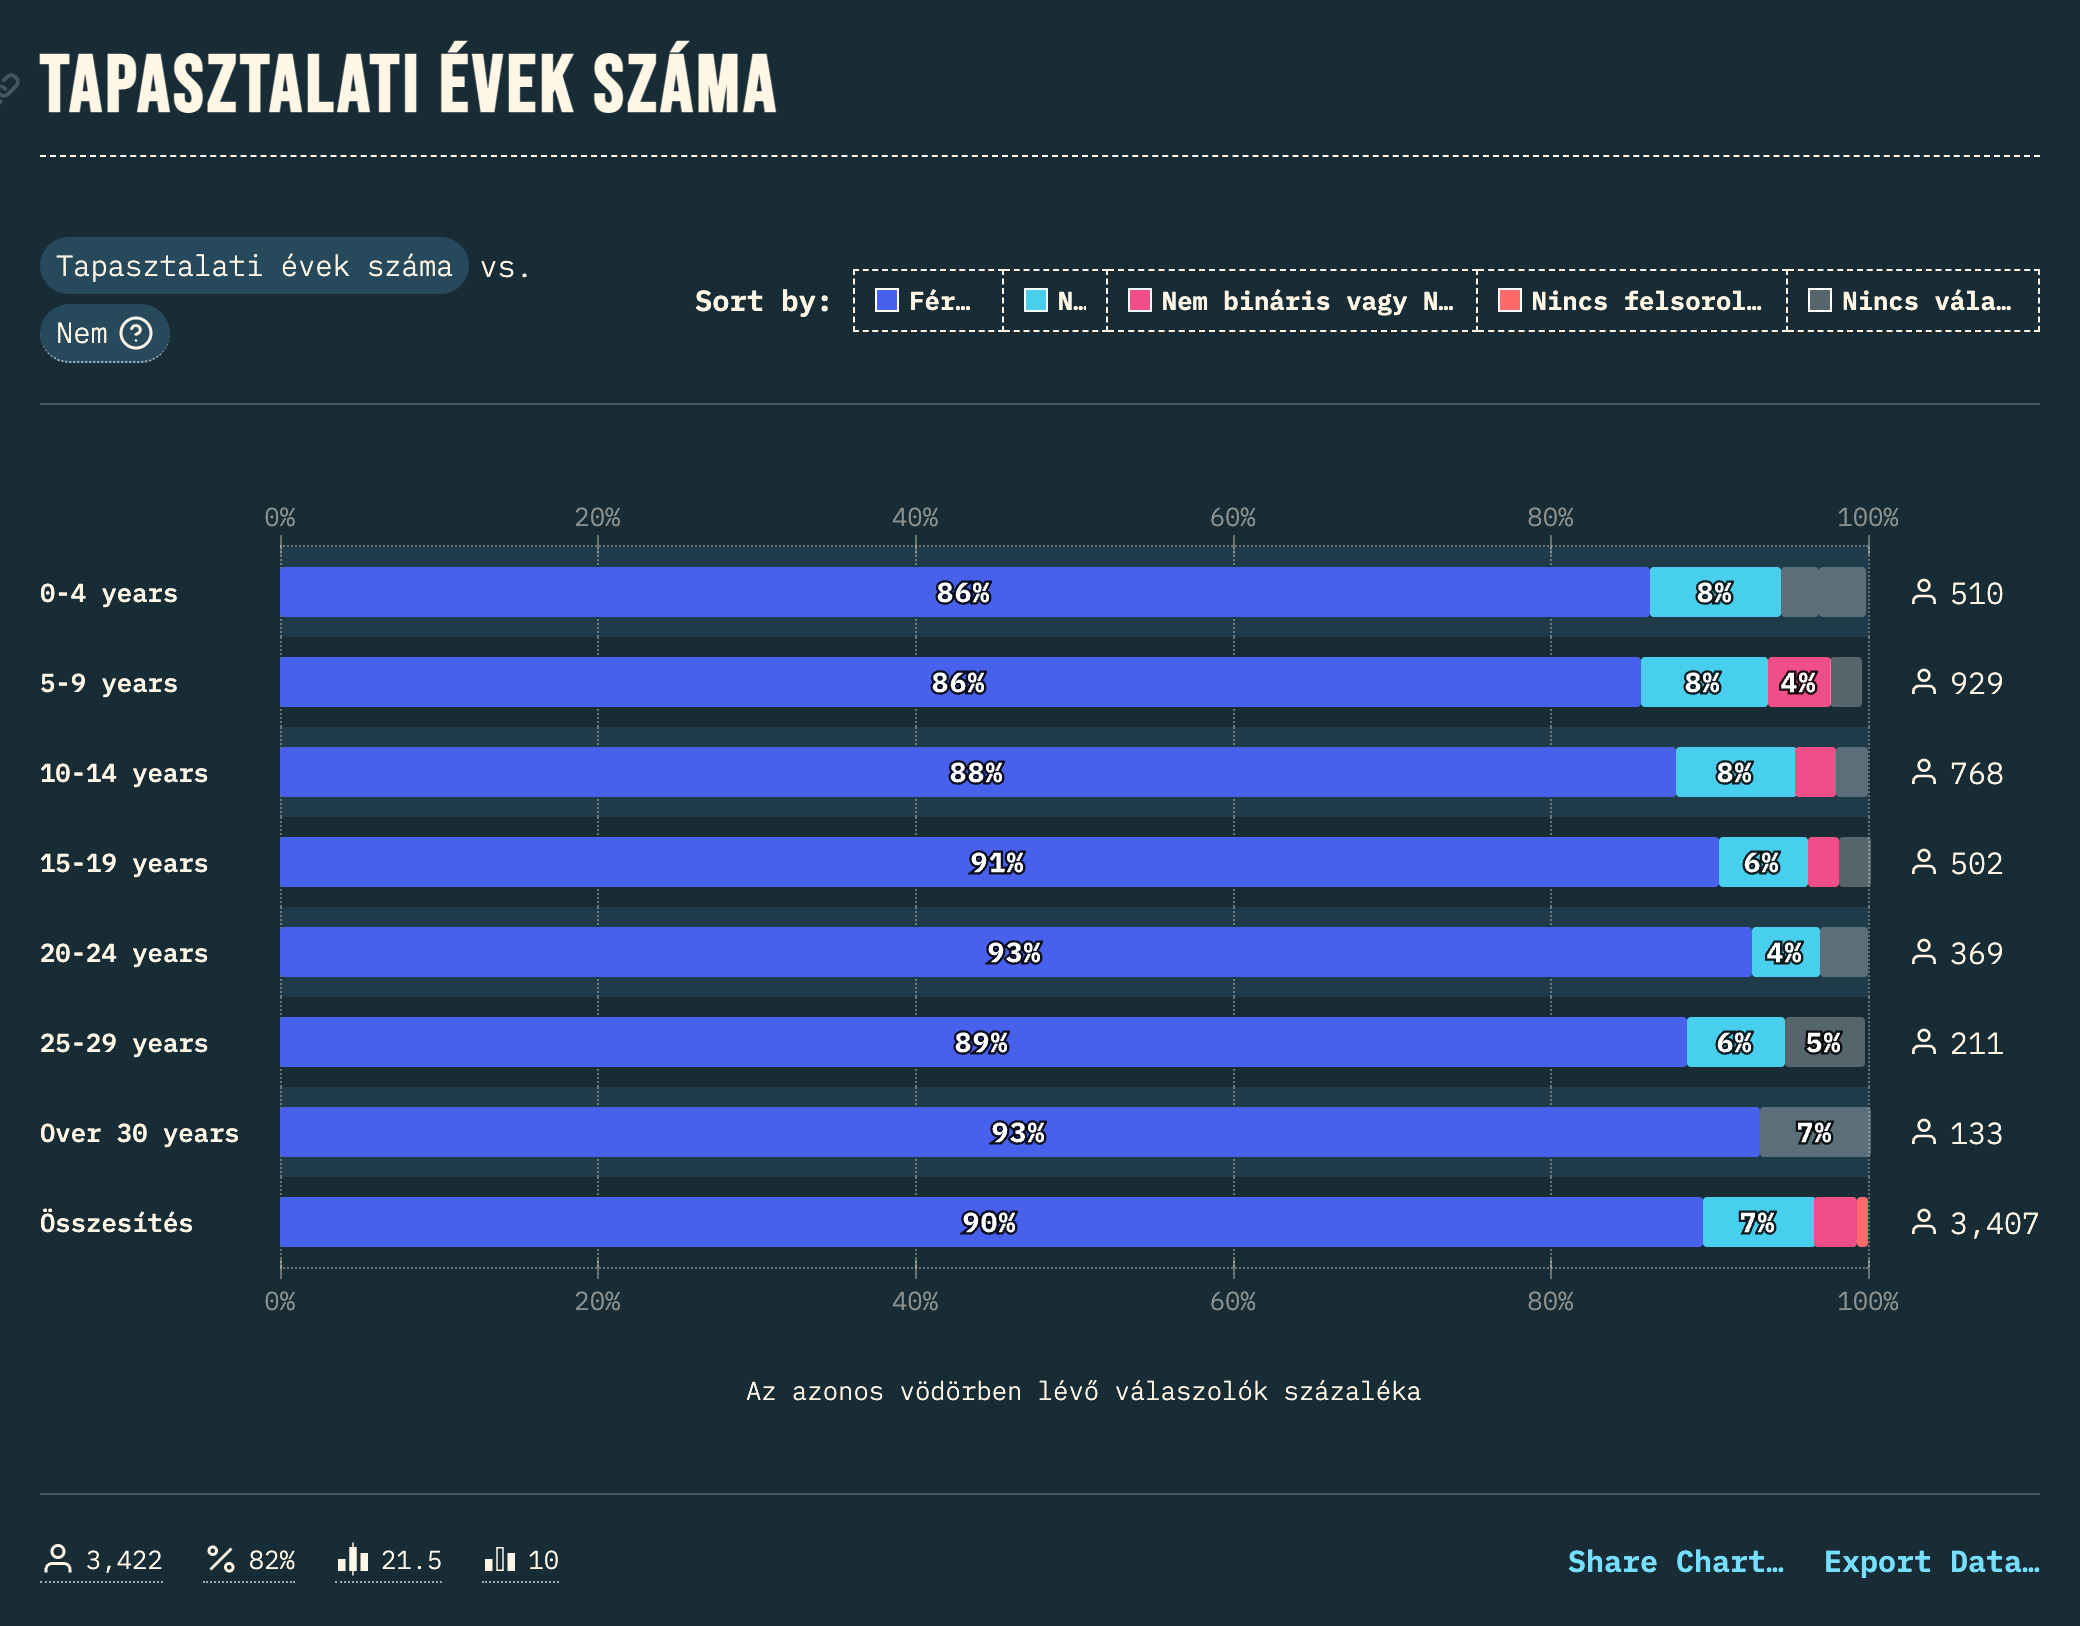 TAPASZTALATI ÉVEK SZÁMA
Tapasztalati évek száma vs.
Nem
Sort by: Fér… N… Nem bináris vagy N… Nincs felsorol… Nincs vála…
0% 20% 40% 60% 80% 100%
0-4 years 86% 8% 510
5-9 years 86% 8% 4% 929
10-14 years 88% 8% 768
15-19 years 91% 6% 502
20-24 years 93% 4% 369
25-29 years 89% 6% 5% 211
Over 30 years 93% 7% 133
Összesítés 90% 7% 3,407
0% 20% 40% 60% 80% 100%
Az azonos vödörben lévő válaszolók százaléka
3,422 82% 21.5 10 Share Chart… Export Data…